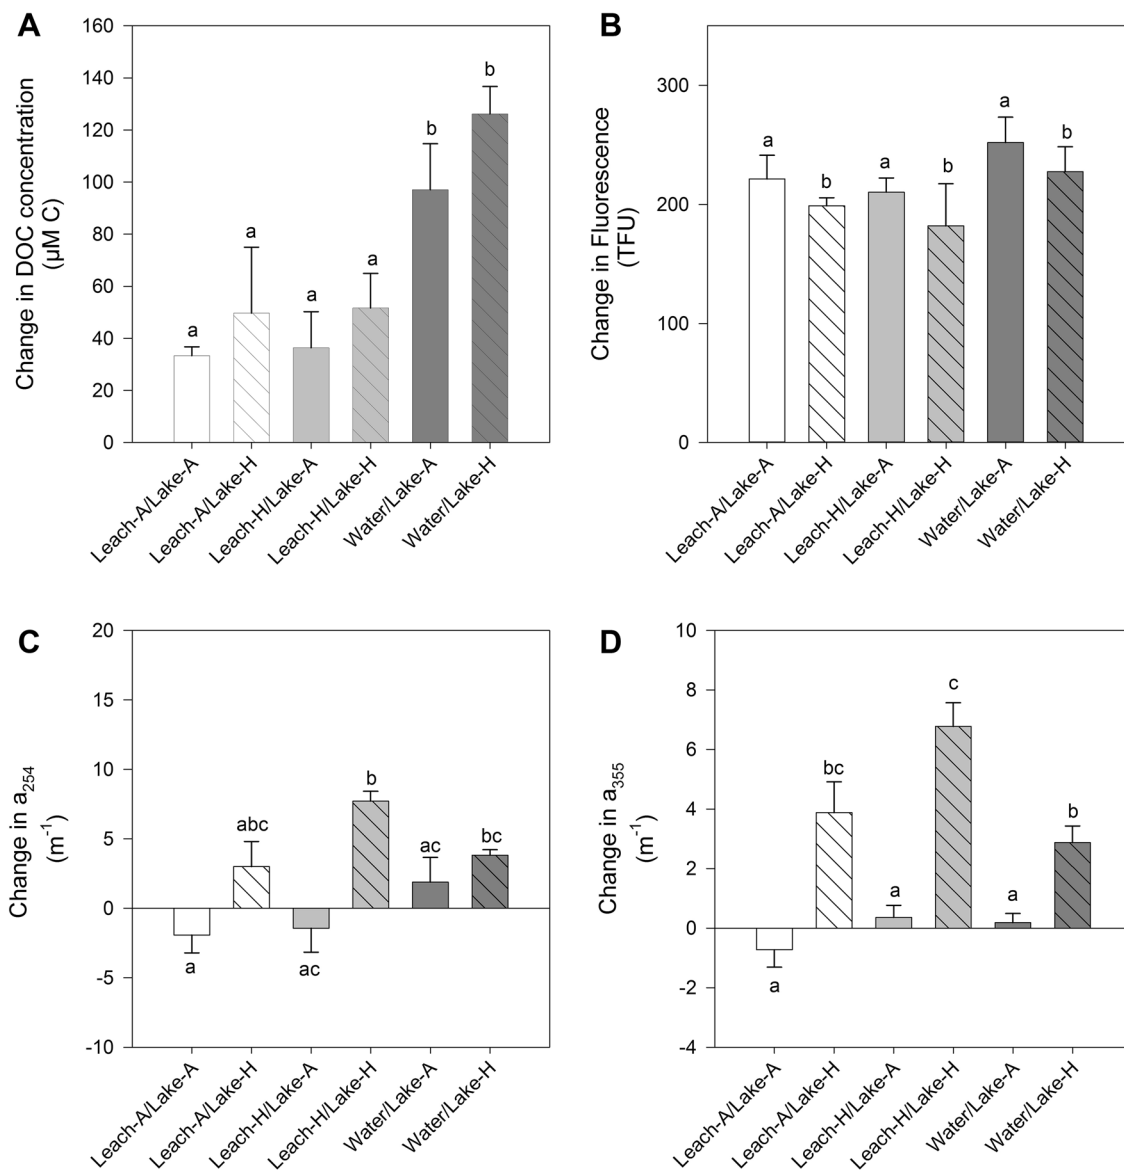 A
Change in DOC concentration
(µM C)
160
140
120
100
80
60
40
20
0
a
a
a
a
b
b
Leach-A/Lake-A
Leach-A/Lake-H
Leach-H/Lake-A
Leach-H/Lake-H
Water/Lake-A
Water/Lake-H
B
Change in Fluorescence
(TFU)
300
200
100
0
a
b
a
b
a
b
Leach-A/Lake-A
Leach-A/Lake-H
Leach-H/Lake-A
Leach-H/Lake-H
Water/Lake-A
Water/Lake-H
C
Change in a254
(m-1)
20
15
10
5
0
-5
-10
a
abc
ac
b
ac
bc
Leach-A/Lake-A
Leach-A/Lake-H
Leach-H/Lake-A
Leach-H/Lake-H
Water/Lake-A
Water/Lake-H
D
Change in a355
(m-1)
10
8
6
4
2
0
-2
-4
a
bc
a
c
a
b
Leach-A/Lake-A
Leach-A/Lake-H
Leach-H/Lake-A
Leach-H/Lake-H
Water/Lake-A
Water/Lake-H